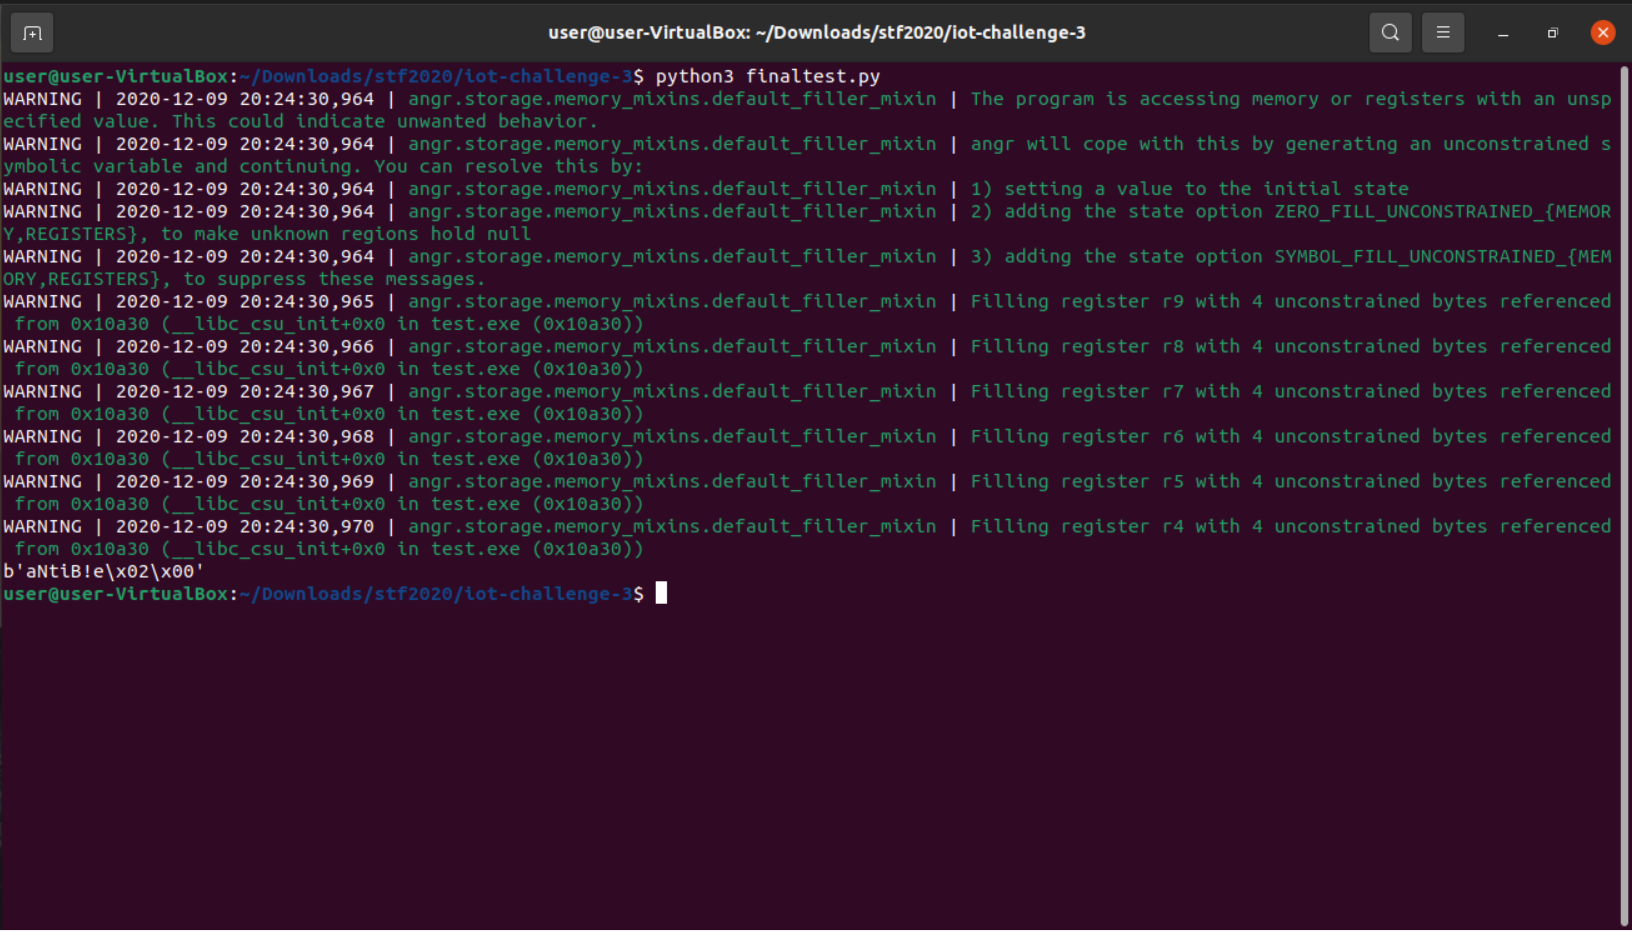 user@user-VirtualBox: ~/Downloads/stf2020/iot-challenge-3
user@user-VirtualBox:~/Downloads/stf2020/iot-challenge-3$ python3 finaltest.py
WARNING | 2020-12-09 20:24:30,964 | angr.storage.memory_mixins.default_filler_mixin | The program is accessing memory or registers with an unsp
ecified value. This could indicate unwanted behavior.
WARNING | 2020-12-09 20:24:30,964 | angr.storage.memory_mixins.default_filler_mixin | angr will cope with this by generating an unconstrained s
ymbolic variable and continuing. You can resolve this by:
WARNING | 2020-12-09 20:24:30,964 | angr.storage.memory_mixins.default_filler_mixin | 1) setting a value to the initial state
WARNING | 2020-12-09 20:24:30,964 | angr.storage.memory_mixins.default_filler_mixin | 2) adding the state option ZERO_FILL_UNCONSTRAINED_{MEMOR
Y,REGISTERS}, to make unknown regions hold null
WARNING | 2020-12-09 20:24:30,964 | angr.storage.memory_mixins.default_filler_mixin | 3) adding the state option SYMBOL_FILL_UNCONSTRAINED_{MEM
ORY,REGISTERS}, to suppress these messages.
WARNING | 2020-12-09 20:24:30,965 | angr.storage.memory_mixins.default_filler_mixin | Filling register r9 with 4 unconstrained bytes referenced
 from 0x10a30 (__libc_csu_init+0x0 in test.exe (0x10a30))
WARNING | 2020-12-09 20:24:30,966 | angr.storage.memory_mixins.default_filler_mixin | Filling register r8 with 4 unconstrained bytes referenced
 from 0x10a30 (__libc_csu_init+0x0 in test.exe (0x10a30))
WARNING | 2020-12-09 20:24:30,967 | angr.storage.memory_mixins.default_filler_mixin | Filling register r7 with 4 unconstrained bytes referenced
 from 0x10a30 (__libc_csu_init+0x0 in test.exe (0x10a30))
WARNING | 2020-12-09 20:24:30,968 | angr.storage.memory_mixins.default_filler_mixin | Filling register r6 with 4 unconstrained bytes referenced
 from 0x10a30 (__libc_csu_init+0x0 in test.exe (0x10a30))
WARNING | 2020-12-09 20:24:30,969 | angr.storage.memory_mixins.default_filler_mixin | Filling register r5 with 4 unconstrained bytes referenced
 from 0x10a30 (__libc_csu_init+0x0 in test.exe (0x10a30))
WARNING | 2020-12-09 20:24:30,970 | angr.storage.memory_mixins.default_filler_mixin | Filling register r4 with 4 unconstrained bytes referenced
 from 0x10a30 (__libc_csu_init+0x0 in test.exe (0x10a30))
b'aNtiB!e\x02\x00'
user@user-VirtualBox:~/Downloads/stf2020/iot-challenge-3$